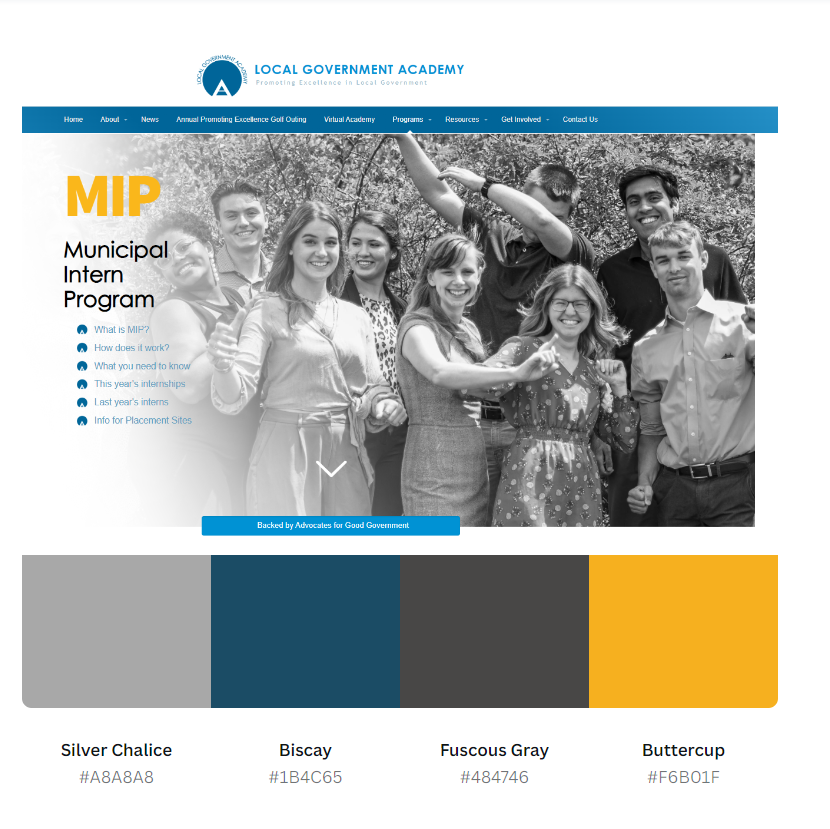 LOCAL GOVERNMENT ACADEMY
LOCAL GOVERNMENT ACADEMY
Promoting Excellence in Local Government
Home About News Annual Promoting Excellence Golf Outing Virtual Academy Programs Resources Get Involved Contact Us
MIP
Municipal
Intern
Program
What is MIP?
How does it work?
What you need to know
This year's internships
Last year's interns
Info for Placement Sites
Backed by Advocates for Good Government
Silver Chalice Biscay Fuscous Gray Buttercup
#A8A8A8 #1B4C65 #484746 #F6B01F